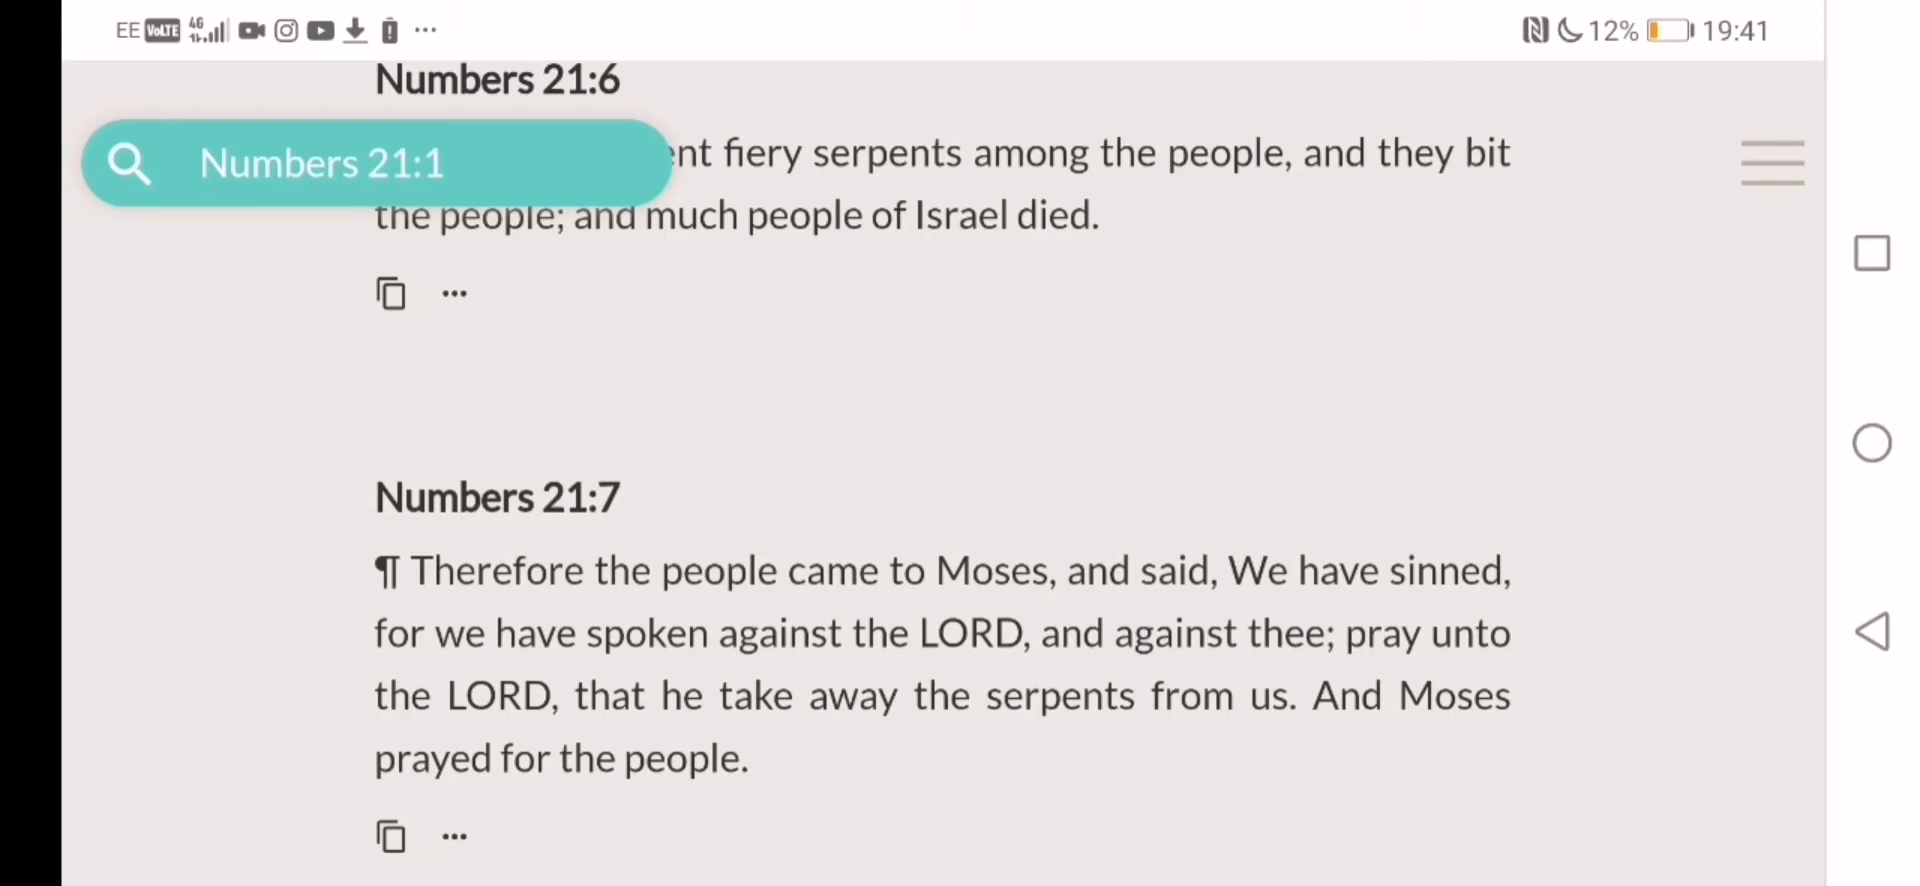 EE VoLTE 4G 12% 19:41
Numbers 21:6
Numbers 21:1
fiery serpents among the people, and they bit
the people; and much people of Israel died.
Numbers 21:7
¶ Therefore the people came to Moses, and said, We have sinned,
for we have spoken against the LORD, and against thee; pray unto
the LORD, that he take away the serpents from us. And Moses
prayed for the people.